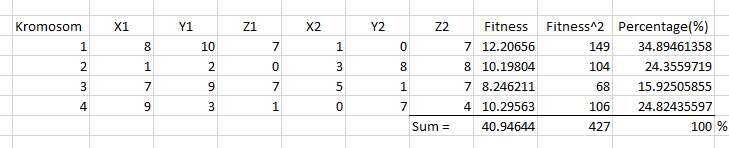 Kromosom X1 Y1 Z1 X2 Y2 Z2 Fitness Fitness^2 Percentage(%)
1 8 10 7 1 0 7 12.20656 149 34.89461358
2 1 2 0 3 8 8 10.19804 104 24.3559719
3 7 9 7 5 1 7 8.246211 68 15.92505855
4 9 3 1 0 7 4 10.29563 106 24.82435597
Sum = 40.94644 427 100 %